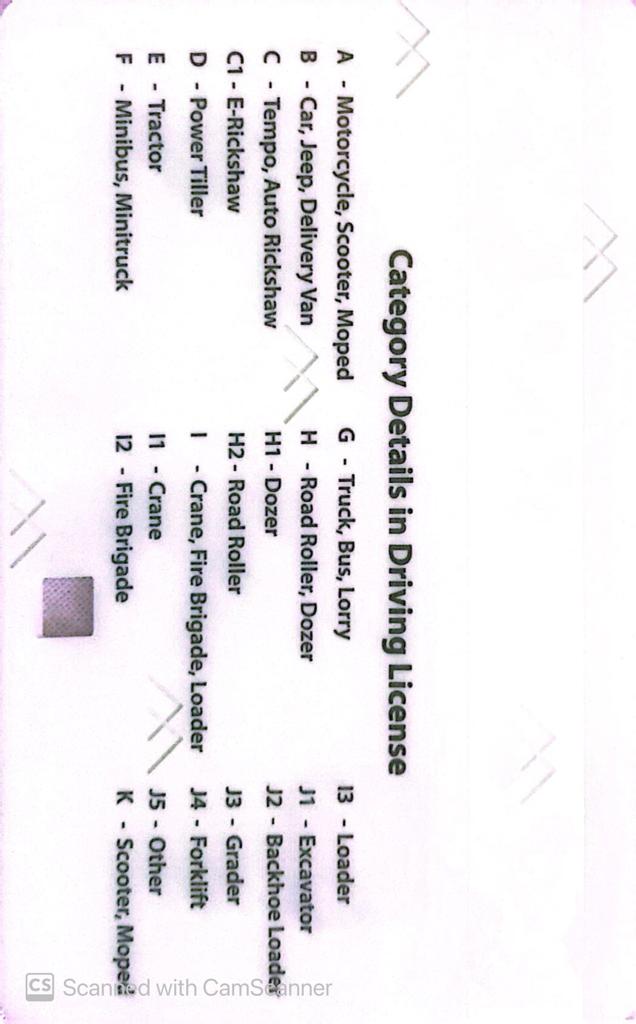 Category Details in Driving License
A - Motorcycle, Scooter, Moped
B - Car, Jeep, Delivery Van
C - Tempo, Auto Rickshaw
C1 - E-Rickshaw
D - Power Tiller
E - Tractor
F - Minibus, Minitruck
G - Truck, Bus, Lorry
H - Road Roller, Dozer
H1 - Dozer
H2 - Road Roller
I - Crane, Fire Brigade, Loader
I1 - Crane
I2 - Fire Brigade
I3 - Loader
J1 - Excavator
J2 - Backhoe Loader
J3 - Grader
J4 - Forklift
J5 - Other
K - Scooter, Moped
CS Scanned with CamScanner